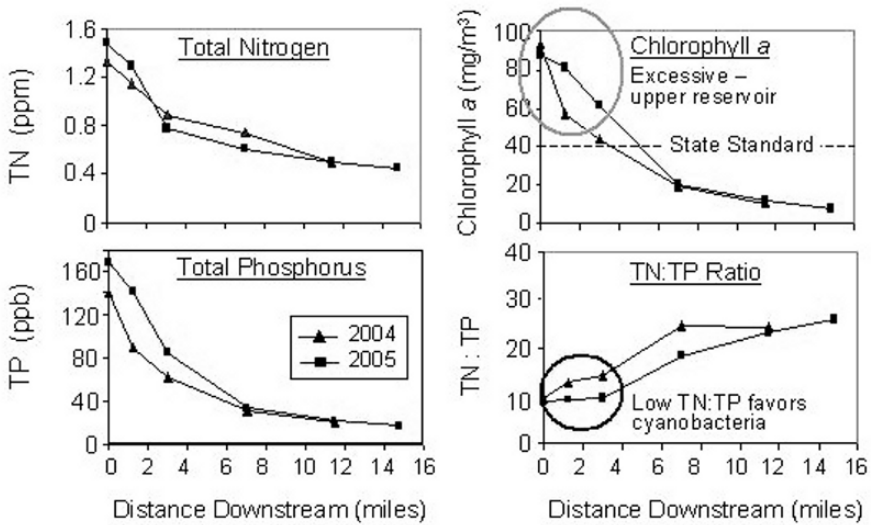 Total Nitrogen
TN (ppm)
1.6
1.2
0.8
0.4
0
Chlorophyll a
Excessive –
upper reservoir
State Standard
Chlorophyll a (mg/m³)
100
80
60
40
20
0
Total Phosphorus
TP (ppb)
160
120
80
40
0
2004
2005
0 2 4 6 8 10 12 14 16
Distance Downstream (miles)
TN:TP Ratio
TN : TP
40
30
20
10
0
Low TN:TP favors
cyanobacteria
0 2 4 6 8 10 12 14 16
Distance Downstream (miles)